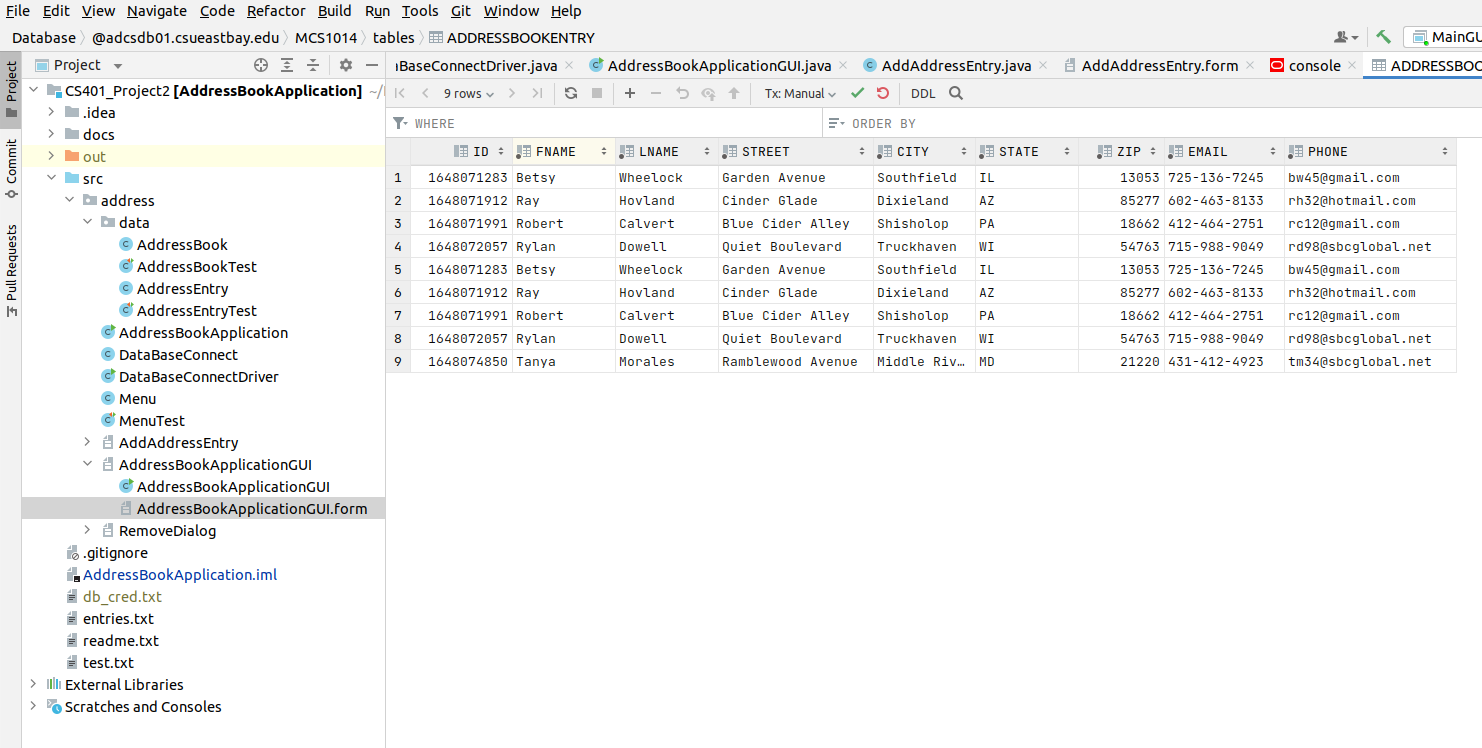 File Edit View Navigate Code Refactor Build Run Tools Git Window Help
Database @adcsdb01.csueastbay.edu MCS1014 tables ADDRESSBOOKENTRY MainGU
Project BaseConnectDriver.java AddressBookApplicationGUI.java AddAddressEntry.java AddAddressEntry.form console ADDRESSBOO
9 rows Tx: Manual DDL
WHERE ORDER BY
ID FNAME LNAME STREET CITY STATE ZIP EMAIL PHONE
1 1648071283 Betsy Wheelock Garden Avenue Southfield IL 13053 725-136-7245 bw45@gmail.com
2 1648071912 Ray Hovland Cinder Glade Dixieland AZ 85277 602-463-8133 rh32@hotmail.com
3 1648071991 Robert Calvert Blue Cider Alley Shisholop PA 18662 412-464-2751 rc12@gmail.com
4 1648072057 Rylan Dowell Quiet Boulevard Truckhaven WI 54763 715-988-9049 rd98@sbcglobal.net
5 1648071283 Betsy Wheelock Garden Avenue Southfield IL 13053 725-136-7245 bw45@gmail.com
6 1648071912 Ray Hovland Cinder Glade Dixieland AZ 85277 602-463-8133 rh32@hotmail.com
7 1648071991 Robert Calvert Blue Cider Alley Shisholop PA 18662 412-464-2751 rc12@gmail.com
8 1648072057 Rylan Dowell Quiet Boulevard Truckhaven WI 54763 715-988-9049 rd98@sbcglobal.net
9 1648074850 Tanya Morales Ramblewood Avenue Middle Riv… MD 21220 431-412-4923 tm34@sbcglobal.net
Project
Commit
Pull Requests
CS401_Project2 [AddressBookApplication] ~/
.idea
docs
out
src
address
data
AddressBook
AddressBookTest
AddressEntry
AddressEntryTest
AddressBookApplication
DataBaseConnect
DataBaseConnectDriver
Menu
MenuTest
AddAddressEntry
AddressBookApplicationGUI
AddressBookApplicationGUI
AddressBookApplicationGUI.form
RemoveDialog
.gitignore
AddressBookApplication.iml
db_cred.txt
entries.txt
readme.txt
test.txt
External Libraries
Scratches and Consoles